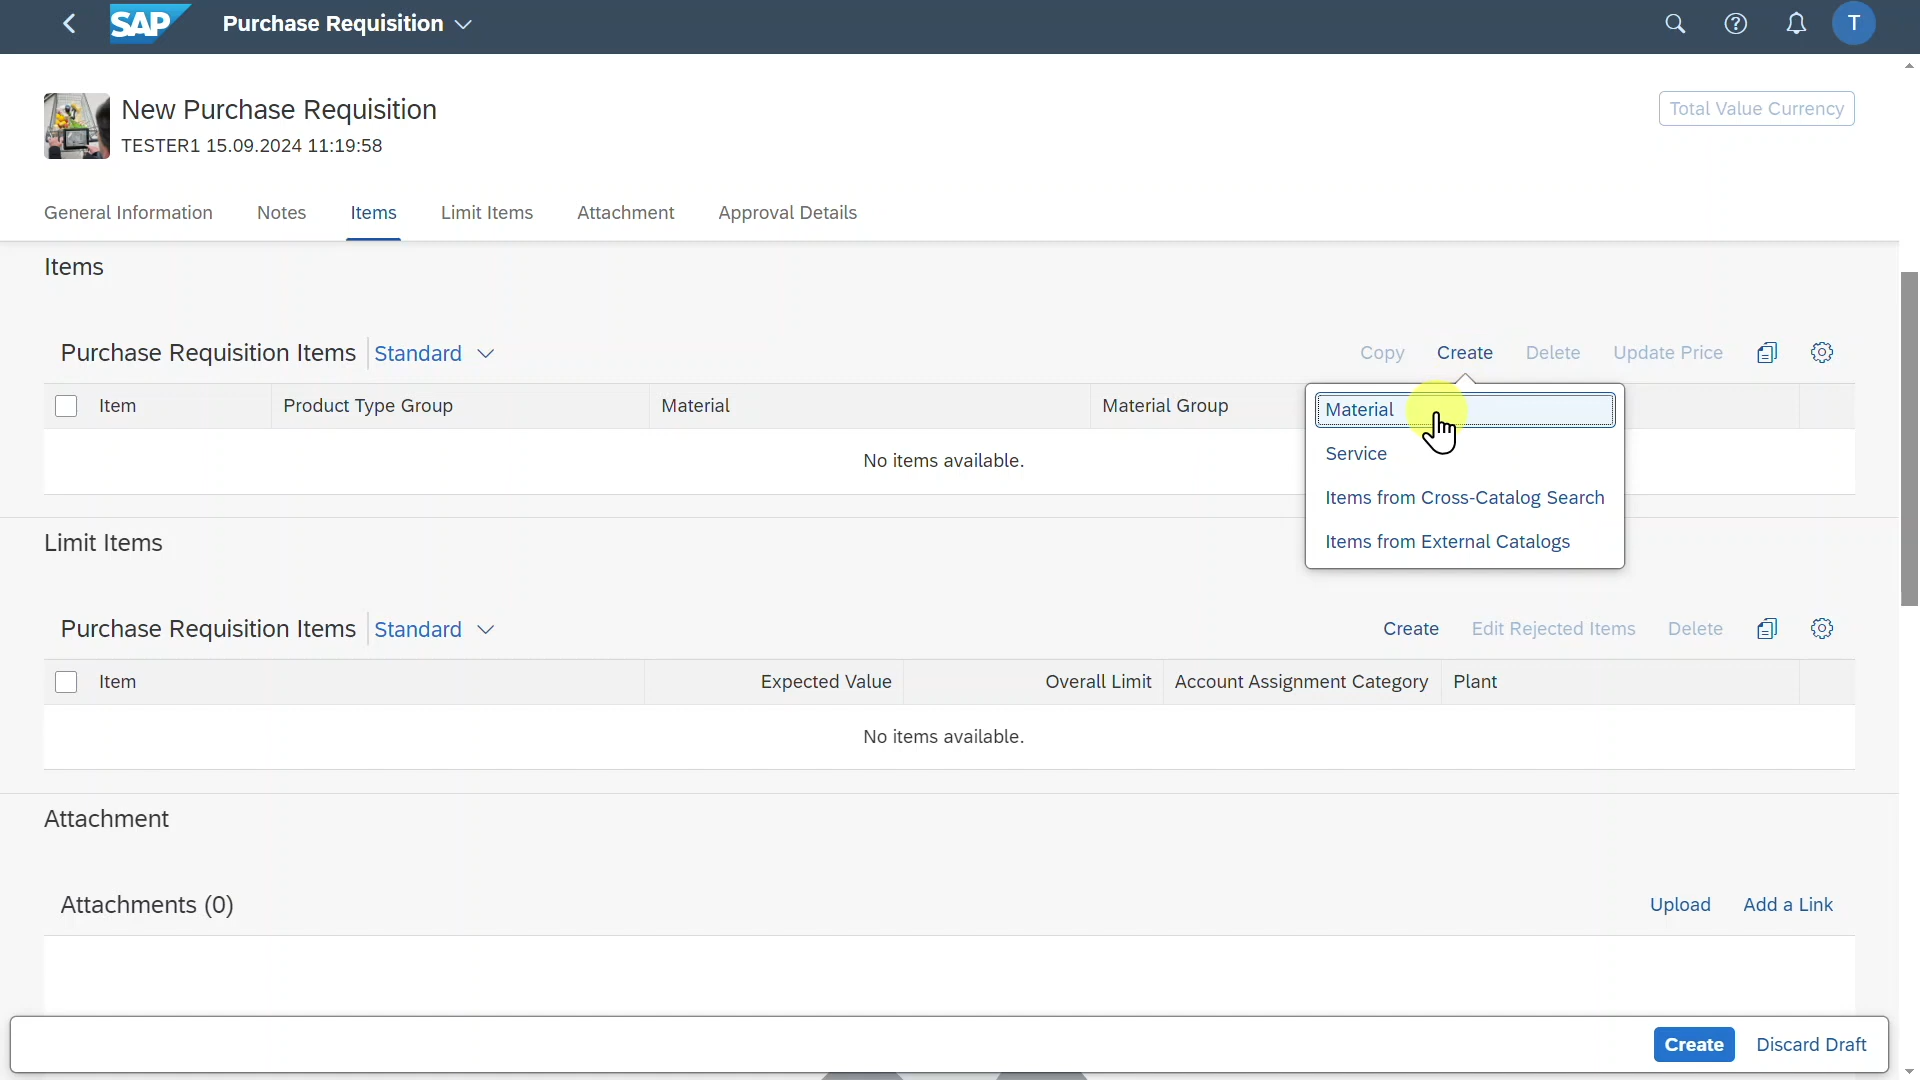 SAP Purchase Requisition T
New Purchase Requisition
Total Value Currency
TESTER1 15.09.2024 11:19:58
General Information Notes Items Limit Items Attachment Approval Details
Items
Purchase Requisition Items Standard Copy Create Delete Update Price
Item Product Type Group Material Material Group
Material
Service
Items from Cross-Catalog Search
Items from External Catalogs
No items available.
Limit Items
Purchase Requisition Items Standard Create Edit Rejected Items Delete
Item Expected Value Overall Limit Account Assignment Category Plant
No items available.
Attachment
Attachments (0) Upload Add a Link
Create Discard Draft